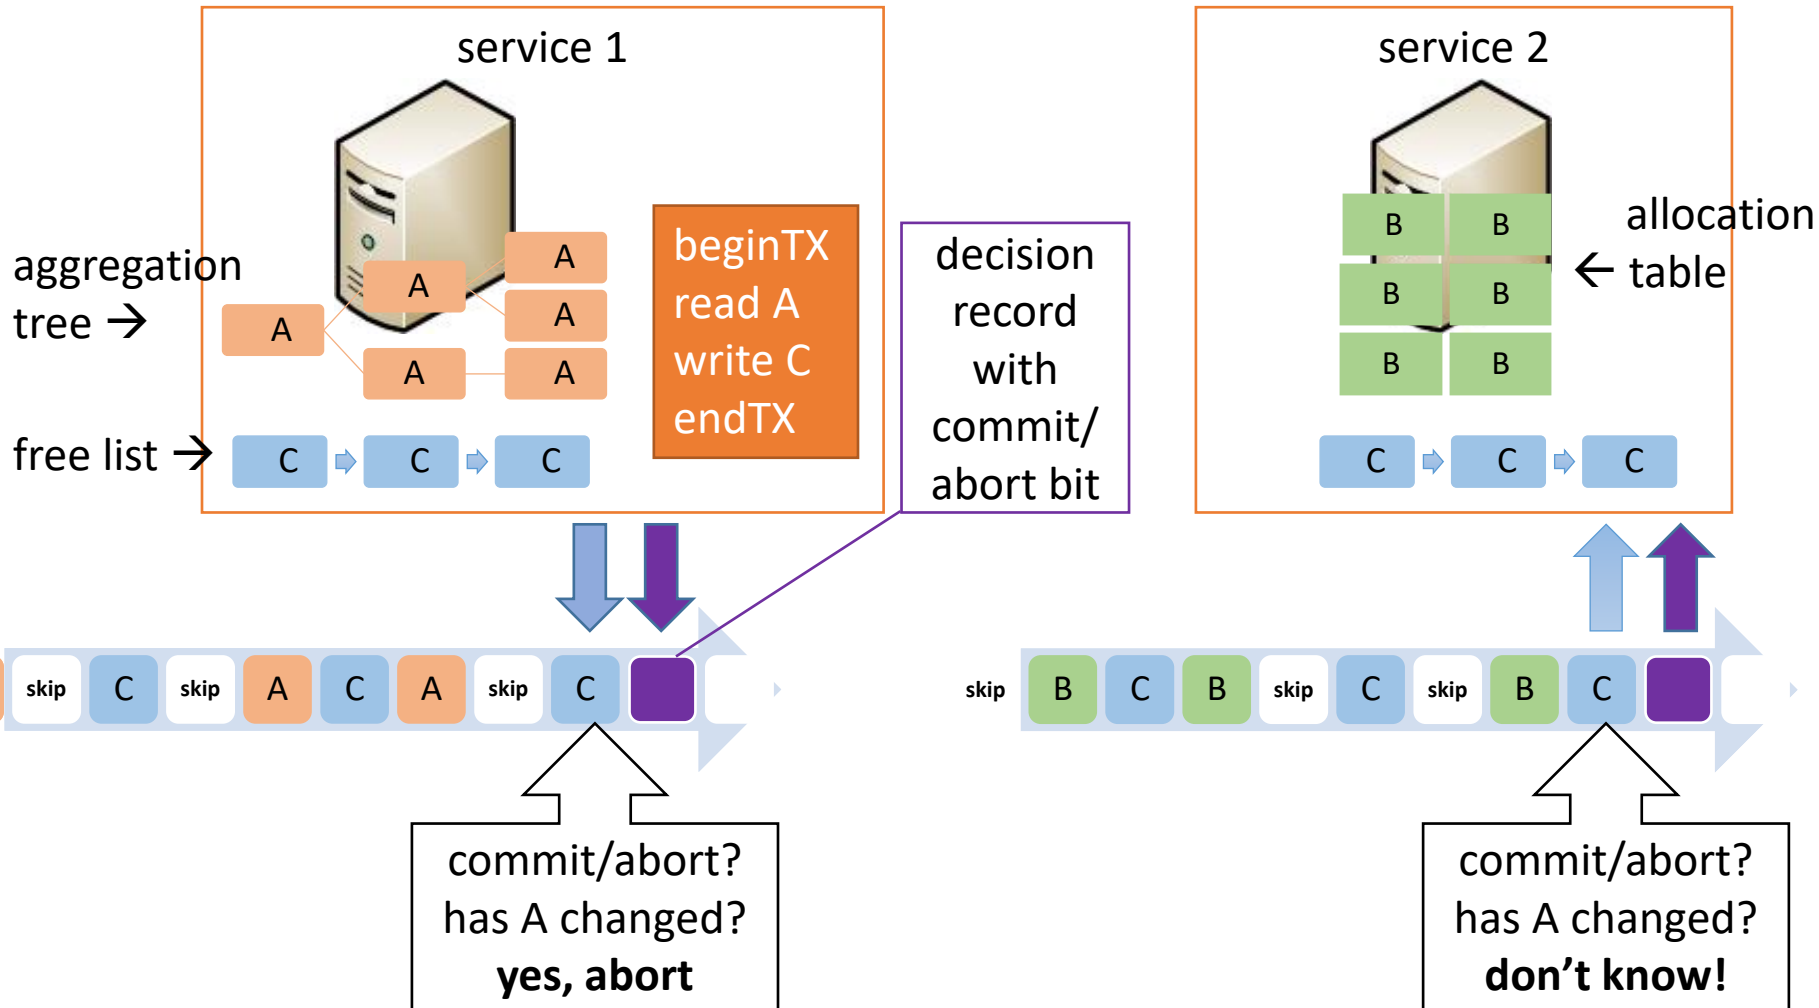 service 1
aggregation
tree →
A
A
A
A
A
A
free list →
C
C
C
beginTX
read A
write C
endTX
decision
record
with
commit/
abort bit
service 2
B B
B B
B B
allocation
← table
C
C
C
skip C skip A C A skip C
skip B C B skip C skip B C
commit/abort?
has A changed?
yes, abort
commit/abort?
has A changed?
don't know!